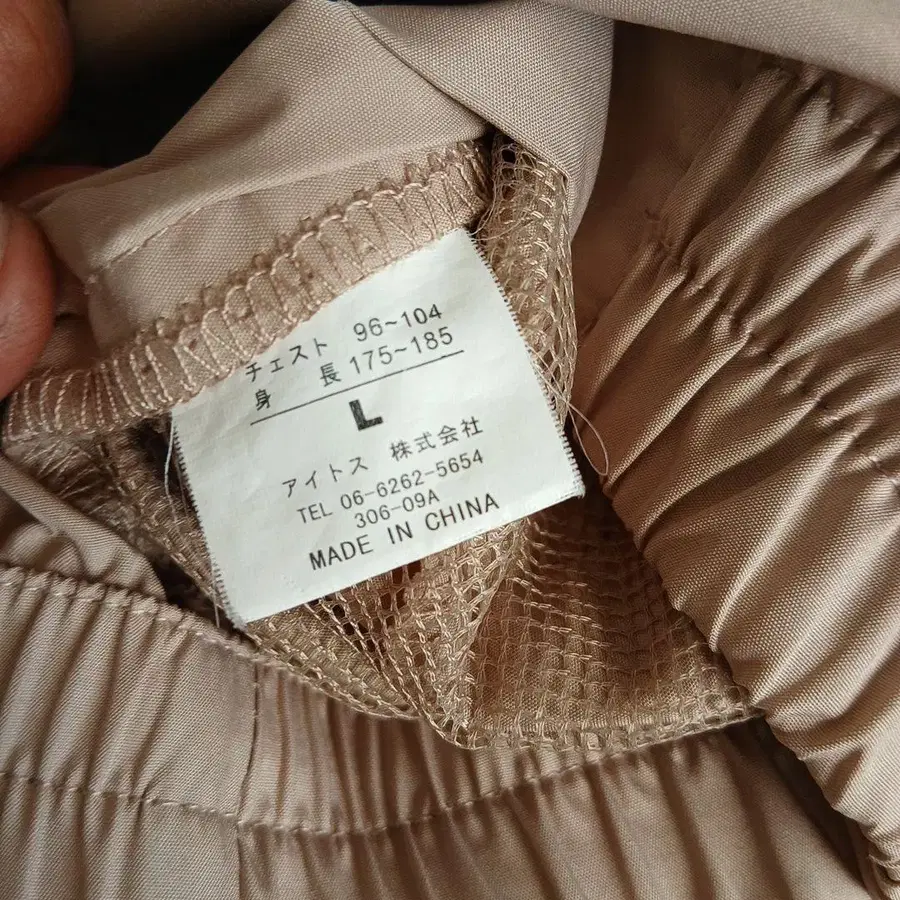 チェスト 96~104
身 長 175~185
L
アイトス 株式会社
TEL 06-6262-5654
306-09A
MADE IN CHINA